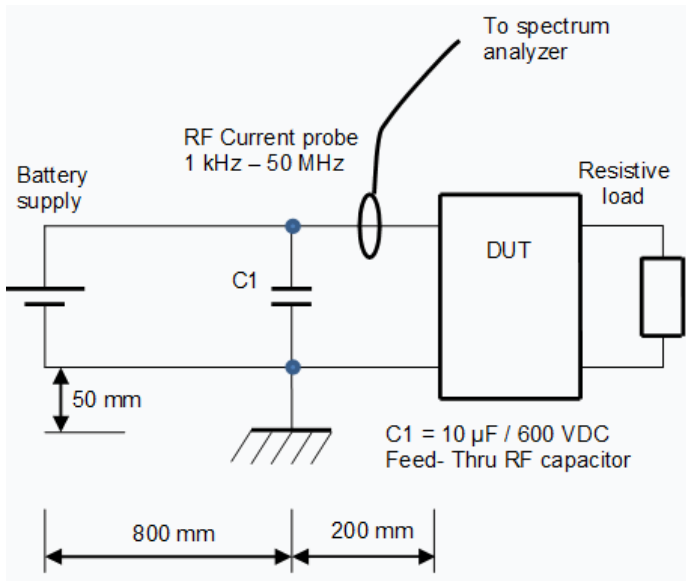 To spectrum
analyzer
RF Current probe
1 kHz – 50 MHz
Battery
supply
Resistive
load
DUT
C1
50 mm
C1 = 10 µF / 600 VDC
Feed- Thru RF capacitor
800 mm
200 mm